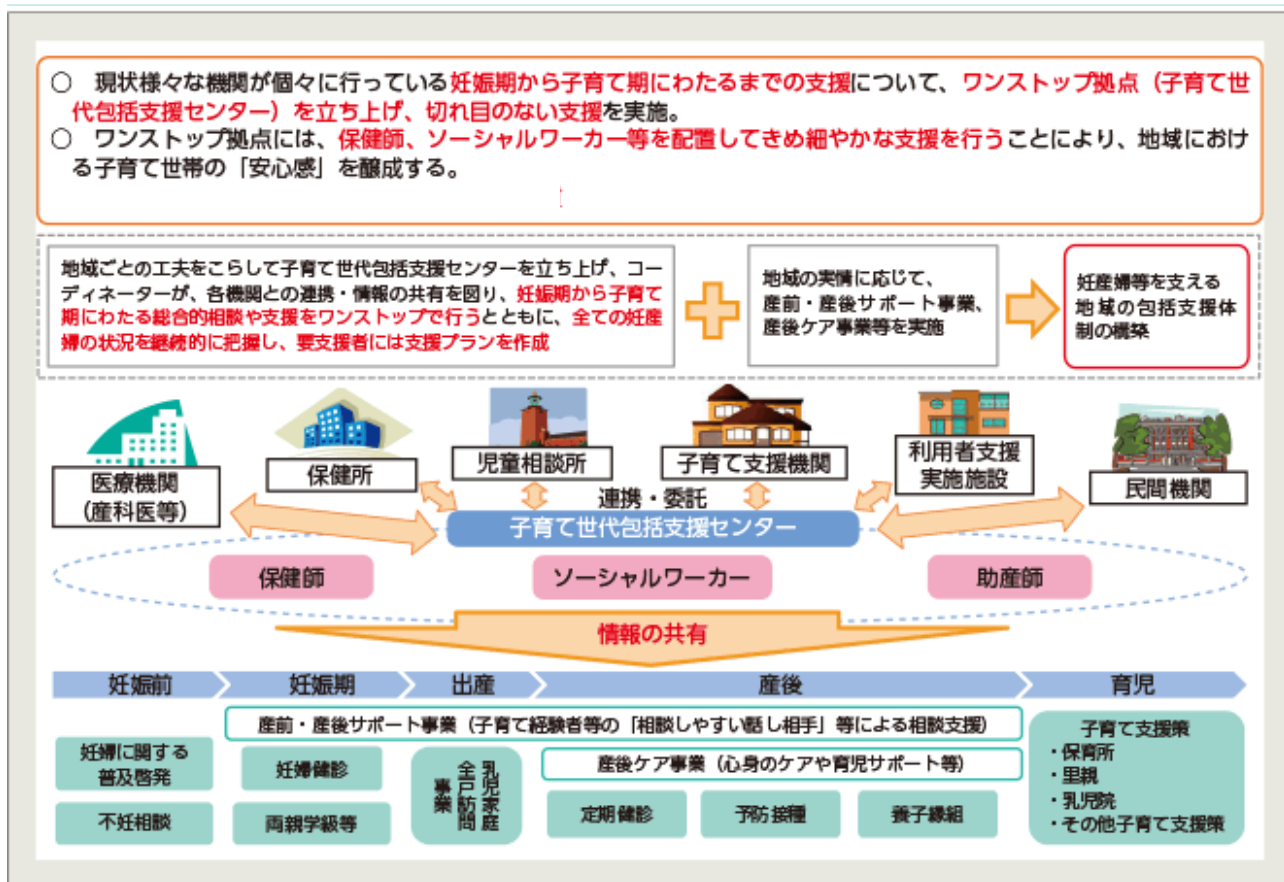 ○　現状様々な機関が個々に行っている妊娠期から子育て期にわたるまでの支援について、ワンストップ拠点（子育て世
代包括支援センター）を立ち上げ、切れ目のない支援を実施。
○　ワンストップ拠点には、保健師、ソーシャルワーカー等を配置してきめ細やかな支援を行うことにより、地域におけ
る子育て世帯の「安心感」を醸成する。
地域ごとの工夫をこらして子育て世代包括支援センターを立ち上げ、コー
ディネーターが、各機関との連携・情報の共有を図り、妊娠期から子育て
期にわたる総合的相談や支援をワンストップで行うとともに、全ての妊産
婦の状況を継続的に把握し、要支援者には支援プランを作成
地域の実情に応じて、
産前・産後サポート事業、
産後ケア事業等を実施
妊産婦等を支える
地域の包括支援体
制の構築
医療機関
（産科医等）
保健所
児童相談所
子育て支援機関
利用者支援
実施施設
民間機関
連携・委託
子育て世代包括支援センター
保健師
ソーシャルワーカー
助産師
情報の共有
妊娠前
妊娠期
出産
産後
育児
産前・産後サポート事業（子育て経験者等の「相談しやすい話し相手」等による相談支援）
妊婦に関する
普及啓発
不妊相談
妊婦健診
両親学級等
乳児家庭
全戸訪問
事業
産後ケア事業（心身のケアや育児サポート等）
定期健診
予防接種
養子縁組
子育て支援策
・保育所
・里親
・乳児院
・その他子育て支援策